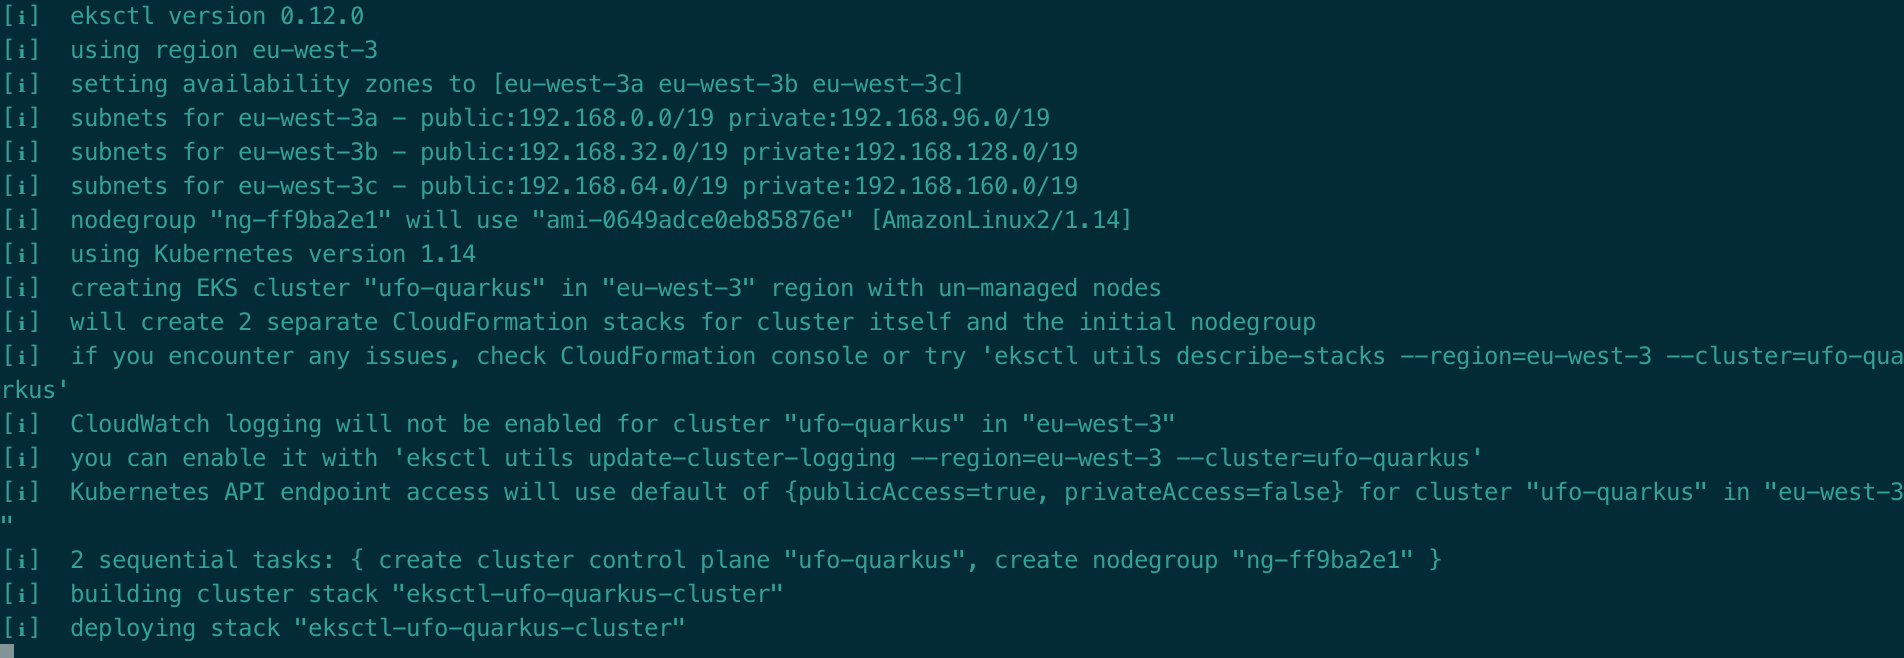 [ℹ]  eksctl version 0.12.0
[ℹ]  using region eu-west-3
[ℹ]  setting availability zones to [eu-west-3a eu-west-3b eu-west-3c]
[ℹ]  subnets for eu-west-3a - public:192.168.0.0/19 private:192.168.96.0/19
[ℹ]  subnets for eu-west-3b - public:192.168.32.0/19 private:192.168.128.0/19
[ℹ]  subnets for eu-west-3c - public:192.168.64.0/19 private:192.168.160.0/19
[ℹ]  nodegroup "ng-ff9ba2e1" will use "ami-0649adce0eb85876e" [AmazonLinux2/1.14]
[ℹ]  using Kubernetes version 1.14
[ℹ]  creating EKS cluster "ufo-quarkus" in "eu-west-3" region with un-managed nodes
[ℹ]  will create 2 separate CloudFormation stacks for cluster itself and the initial nodegroup
[ℹ]  if you encounter any issues, check CloudFormation console or try 'eksctl utils describe-stacks --region=eu-west-3 --cluster=ufo-qua
rkus'
[ℹ]  CloudWatch logging will not be enabled for cluster "ufo-quarkus" in "eu-west-3"
[ℹ]  you can enable it with 'eksctl utils update-cluster-logging --region=eu-west-3 --cluster=ufo-quarkus'
[ℹ]  Kubernetes API endpoint access will use default of {publicAccess=true, privateAccess=false} for cluster "ufo-quarkus" in "eu-west-3
"
[ℹ]  2 sequential tasks: { create cluster control plane "ufo-quarkus", create nodegroup "ng-ff9ba2e1" }
[ℹ]  building cluster stack "eksctl-ufo-quarkus-cluster"
[ℹ]  deploying stack "eksctl-ufo-quarkus-cluster"